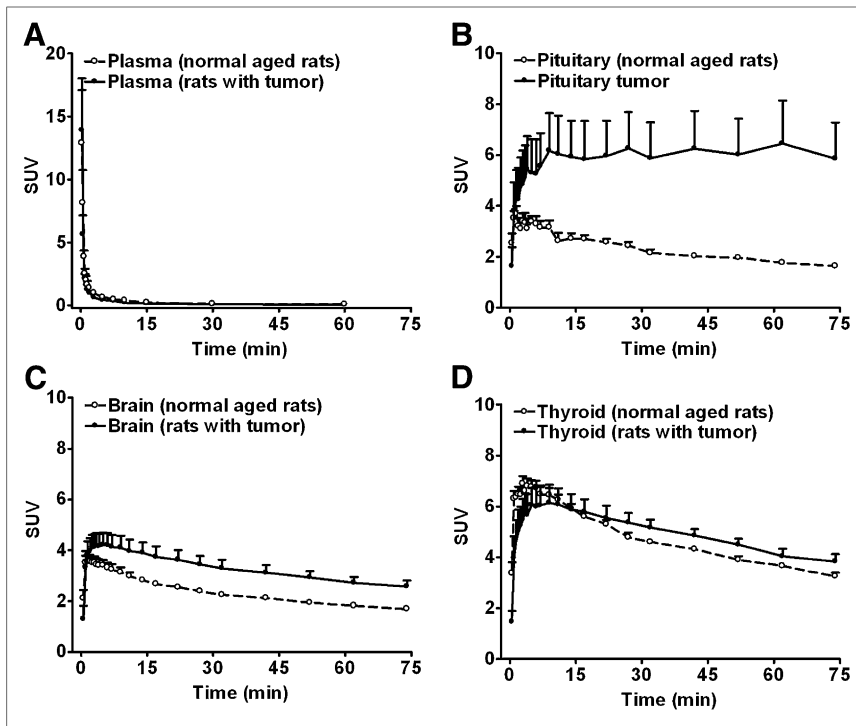 A
20
15
10
5
0
SUV
Plasma (normal aged rats)
Plasma (rats with tumor)
0 15 30 45 60 75
Time (min)
B
10
8
6
4
2
0
SUV
Pituitary (normal aged rats)
Pituitary tumor
0 15 30 45 60 75
Time (min)
C
10
8
6
4
2
0
SUV
Brain (normal aged rats)
Brain (rats with tumor)
0 15 30 45 60 75
Time (min)
D
10
8
6
4
2
0
SUV
Thyroid (normal aged rats)
Thyroid (rats with tumor)
0 15 30 45 60 75
Time (min)